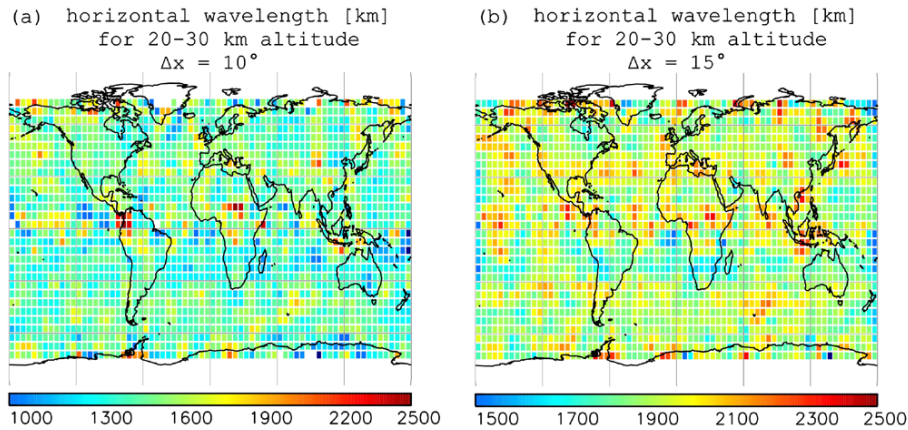 (a) horizontal wavelength [km]
for 20-30 km altitude
Δx = 10°
1000 1300 1600 1900 2200 2500
(b) horizontal wavelength [km]
for 20-30 km altitude
Δx = 15°
1500 1700 1900 2100 2300 2500